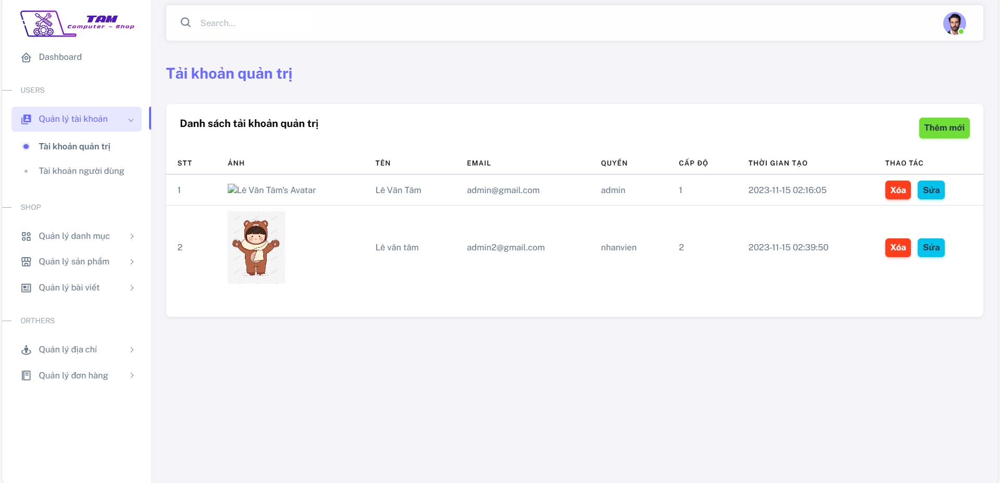 TAM
Computer - Shop
Search...
Dashboard
USERS
Quản lý tài khoản
Tài khoản quản trị
Tài khoản người dùng
SHOP
Quản lý danh mục
Quản lý sản phẩm
Quản lý bài viết
ORTHERS
Quản lý địa chỉ
Quản lý đơn hàng
Tải khoản quản trị
Danh sách tải khoản quản trị
Thêm mới
STT ẢNH TÊN EMAIL QUYỀN CẤP ĐỘ THỜI GIAN TẠO THAO TÁC
1 Lê Văn Tâm's Avatar Lê Văn Tâm admin@gmail.com admin 1 2023-11-15 02:16:05 Xóa Sửa
2 Lê văn tâm admin2@gmail.com nhanvien 2 2023-11-15 02:39:50 Xóa Sửa